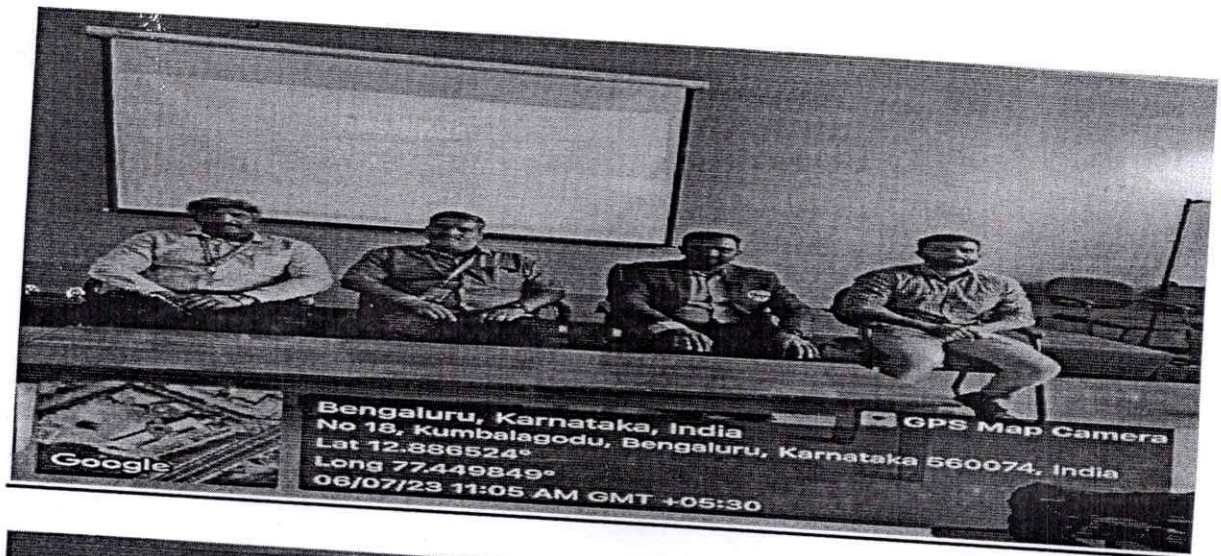 Bengaluru, Karnataka, India
GPS Map Camera
No 18, Kumbalagodu, Bengaluru, Karnataka 560074, India
Lat 12.886524°
Long 77.449849°
06/07/23 11:05 AM GMT +05:30
Google